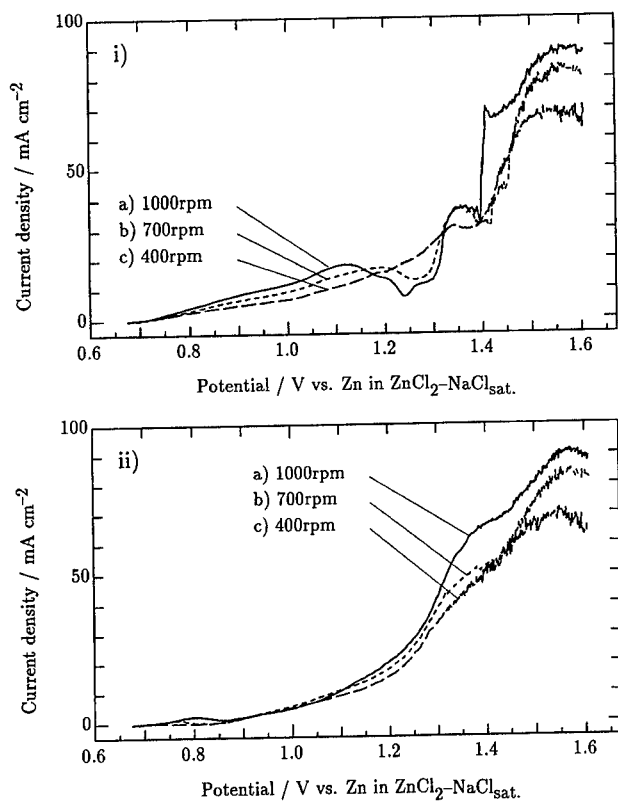 100
i)
50
0
a) 1000rpm
b) 700rpm
c) 400rpm
Current density / mA cm⁻²
0.6 0.8 1.0 1.2 1.4 1.6
Potential / V vs. Zn in ZnCl₂–NaCl_sat.
100
ii)
a) 1000rpm
b) 700rpm
c) 400rpm
50
0
Current density / mA cm⁻²
0.6 0.8 1.0 1.2 1.4 1.6
Potential / V vs. Zn in ZnCl₂–NaCl_sat.